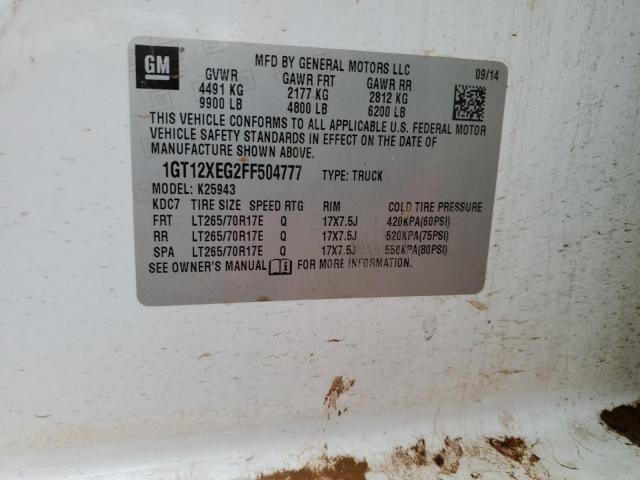 GM
MFD BY GENERAL MOTORS LLC
09/14
GVWR GAWR FRT GAWR RR
4491 KG 2177 KG 2812 KG
9900 LB 4800 LB 6200 LB
THIS VEHICLE CONFORMS TO ALL APPLICABLE U.S. FEDERAL MOTOR
VEHICLE SAFETY STANDARDS IN EFFECT ON THE DATE OF
MANUFACTURE SHOWN ABOVE.
1GT12XEG2FF504777 TYPE: TRUCK
MODEL: K25943
KDC7 TIRE SIZE SPEED RTG RIM COLD TIRE PRESSURE
FRT LT265/70R17E Q 17X7.5J 420KPA(60PSI)
RR LT265/70R17E Q 17X7.5J 520KPA(75PSI)
SPA LT265/70R17E Q 17X7.5J 550KPA(80PSI)
SEE OWNER'S MANUAL FOR MORE INFORMATION.